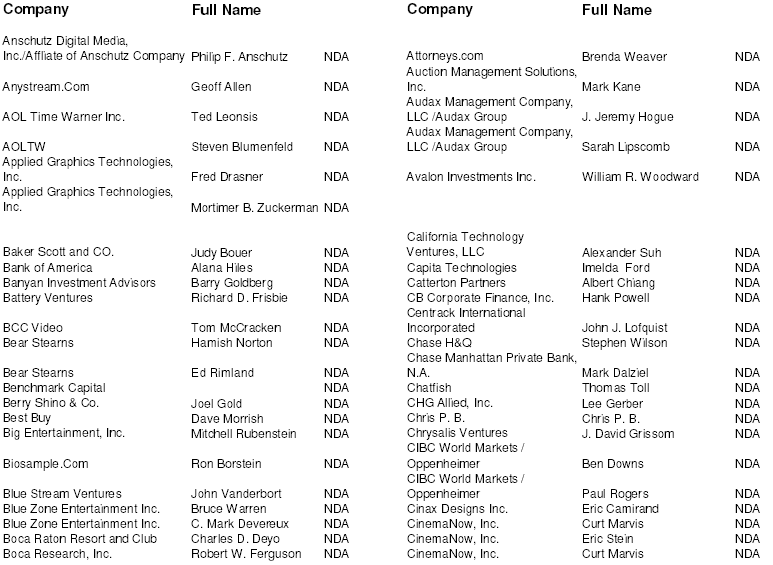 Company Full Name Company Full Name
Anschutz Digital Media,
Inc./Affliate of Anschutz Company Philip F. Anschutz NDA Attorneys.com Brenda Weaver NDA
Auction Management Solutions,
Anystream.Com Geoff Allen NDA Inc. Mark Kane NDA
Audax Management Company,
AOL Time Warner Inc. Ted Leonsis NDA LLC /Audax Group J. Jeremy Hogue NDA
Audax Management Company,
AOLTW Steven Blumenfeld NDA LLC /Audax Group Sarah Lipscomb NDA
Applied Graphics Technologies,
Inc. Fred Drasner NDA Avalon Investments Inc. William R. Woodward NDA
Applied Graphics Technologies,
Inc. Mortimer B. Zuckerman NDA
California Technology
Baker Scott and CO. Judy Bouer NDA Ventures, LLC Alexander Suh NDA
Bank of America Alana Hiles NDA Capita Technologies Imelda Ford NDA
Banyan Investment Advisors Barry Goldberg NDA Catterton Partners Albert Chiang NDA
Battery Ventures Richard D. Frisbie NDA CB Corporate Finance, Inc. Hank Powell NDA
Centrack International
BCC Video Tom McCracken NDA Incorporated John J. Lofquist NDA
Bear Stearns Hamish Norton NDA Chase H&Q Stephen Wilson NDA
Chase Manhattan Private Bank,
Bear Stearns Ed Rimland NDA N.A. Mark Dalziel NDA
Benchmark Capital NDA Chatfish Thomas Toll NDA
Berry Shino & Co. Joel Gold NDA CHG Allied, Inc. Lee Gerber NDA
Best Buy Dave Morrish NDA Chris P. B. Chris P. B. NDA
Big Entertainment, Inc. Mitchell Rubenstein NDA Chrysalis Ventures J. David Grissom NDA
CIBC World Markets /
Biosample.Com Ron Borstein NDA Oppenheimer Ben Downs NDA
CIBC World Markets /
Blue Stream Ventures John Vanderbort NDA Oppenheimer Paul Rogers NDA
Blue Zone Entertainment Inc. Bruce Warren NDA Cinax Designs Inc. Eric Camirand NDA
Blue Zone Entertainment Inc. C. Mark Devereux NDA CinemaNow, Inc. Curt Marvis NDA
Boca Raton Resort and Club Charles D. Deyo NDA CinemaNow, Inc. Eric Stein NDA
Boca Research, Inc. Robert W. Ferguson NDA CinemaNow, Inc. Curt Marvis NDA